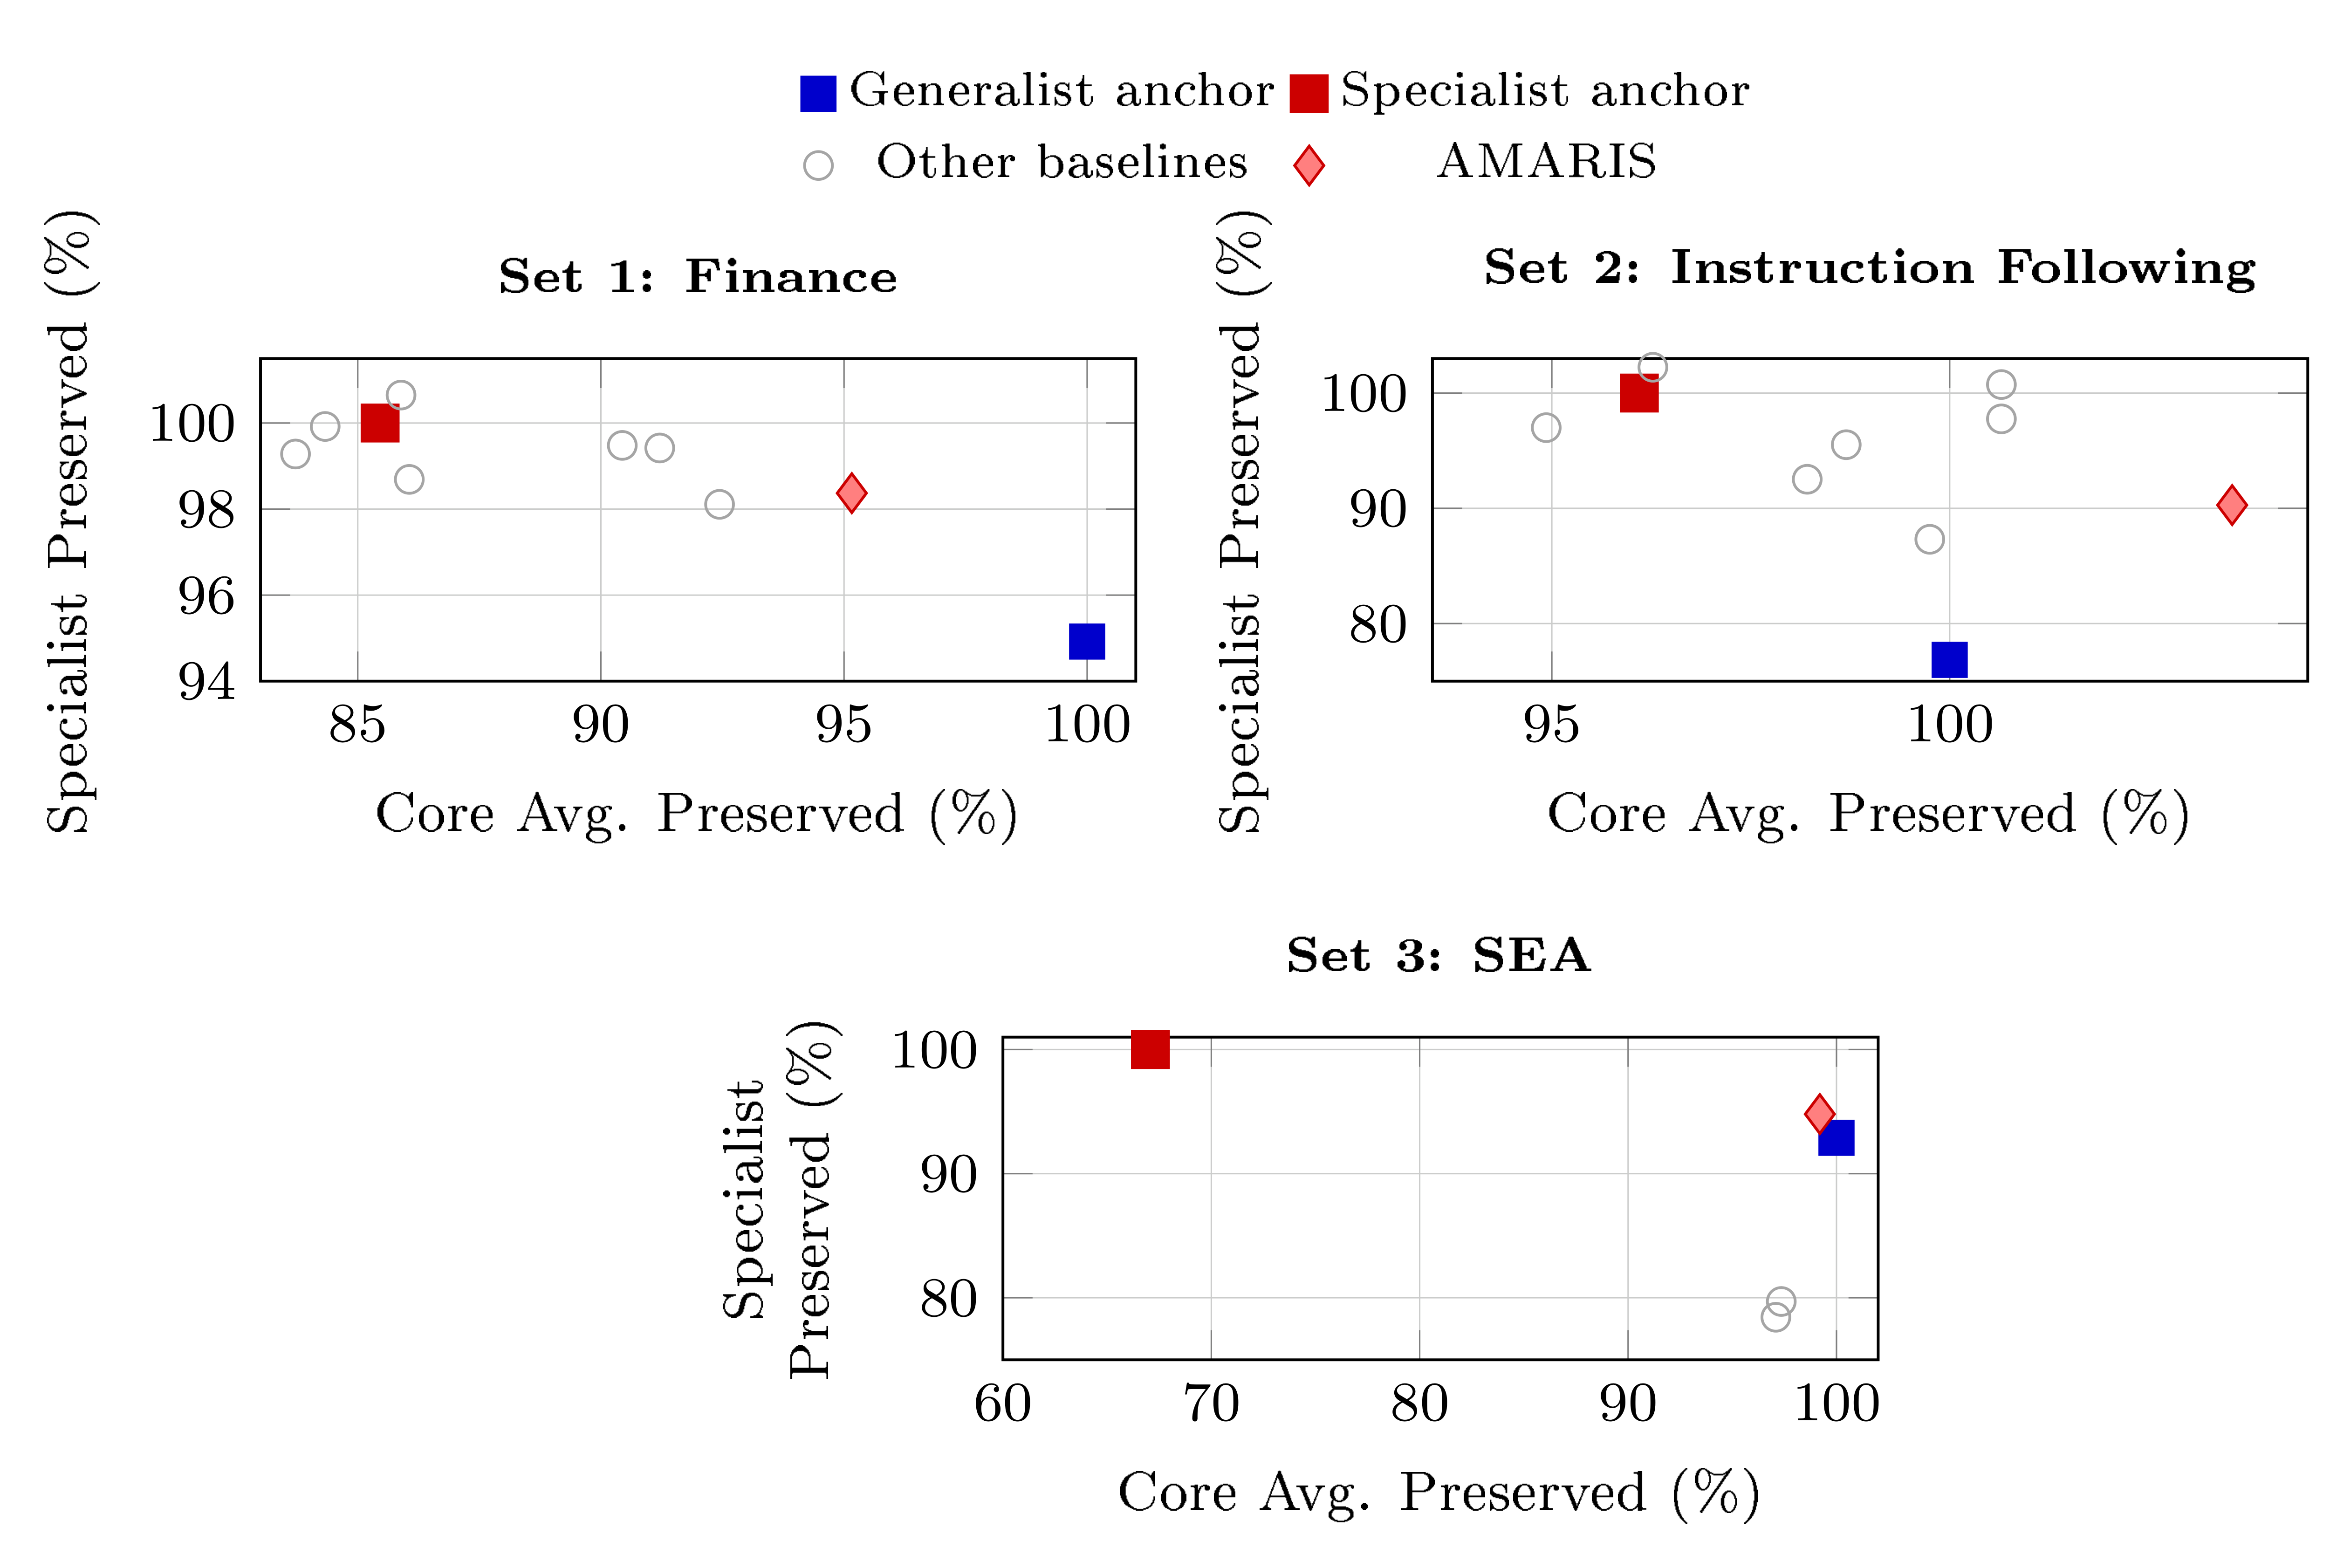 Generalist anchor Specialist anchor
Other baselines AMARIS
Set 1: Finance
Specialist Preserved (%)
100
98
96
94
85 90 95 100
Core Avg. Preserved (%)
Set 2: Instruction Following
Specialist Preserved (%)
100
90
80
95 100
Core Avg. Preserved (%)
Set 3: SEA
Specialist
Preserved (%)
100
90
80
60 70 80 90 100
Core Avg. Preserved (%)